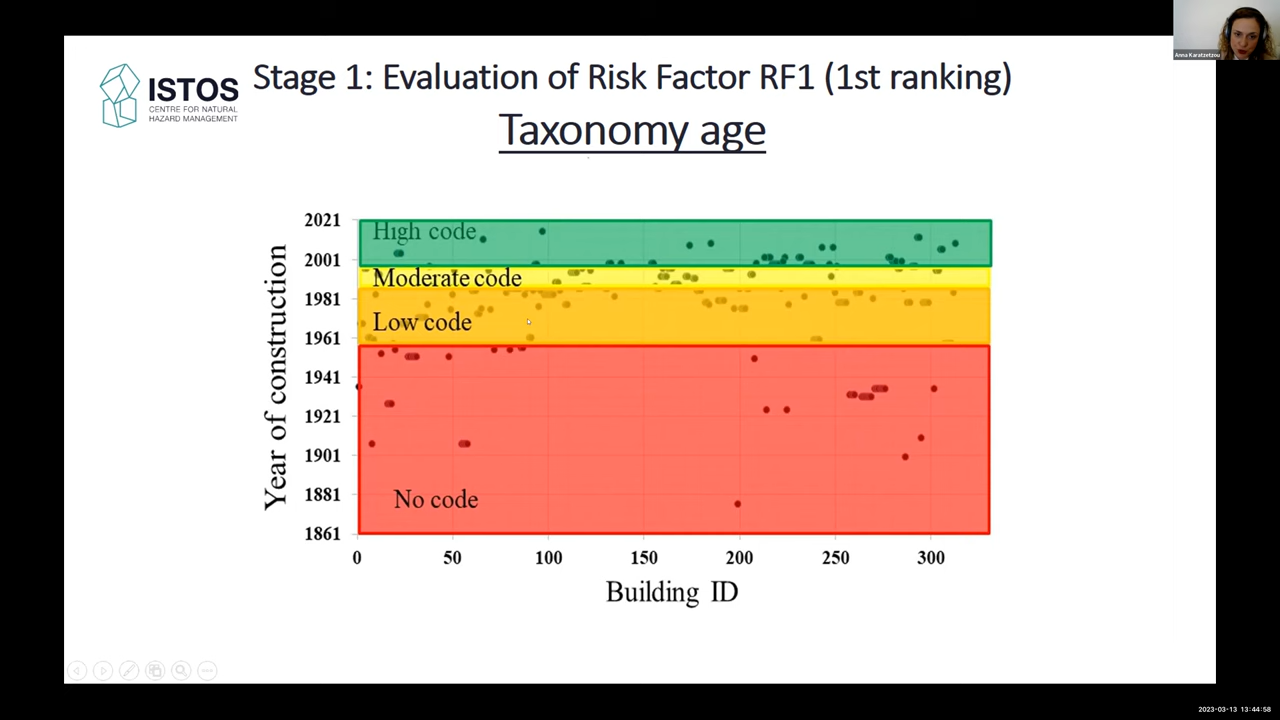 Anna Karatzetzou
ISTOS
CENTRE FOR NATURAL
HAZARD MANAGEMENT
Stage 1: Evaluation of Risk Factor RF1 (1st ranking)
Taxonomy age
Year of construction
2021
2001
1981
1961
1941
1921
1901
1881
1861
High code
Moderate code
Low code
No code
0 50 100 150 200 250 300
Building ID
2023-03-13 13:44:58